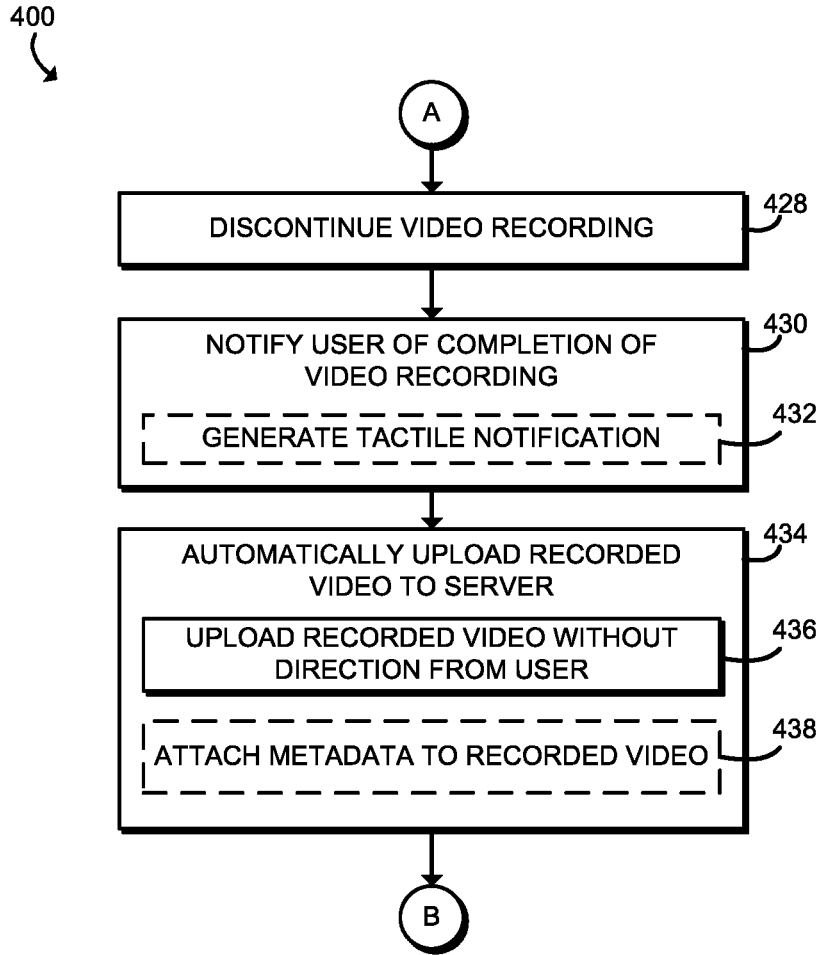 400
A
DISCONTINUE VIDEO RECORDING
428
NOTIFY USER OF COMPLETION OF
VIDEO RECORDING
430
GENERATE TACTILE NOTIFICATION
432
AUTOMATICALLY UPLOAD RECORDED
VIDEO TO SERVER
434
UPLOAD RECORDED VIDEO WITHOUT
DIRECTION FROM USER
436
ATTACH METADATA TO RECORDED VIDEO
438
B